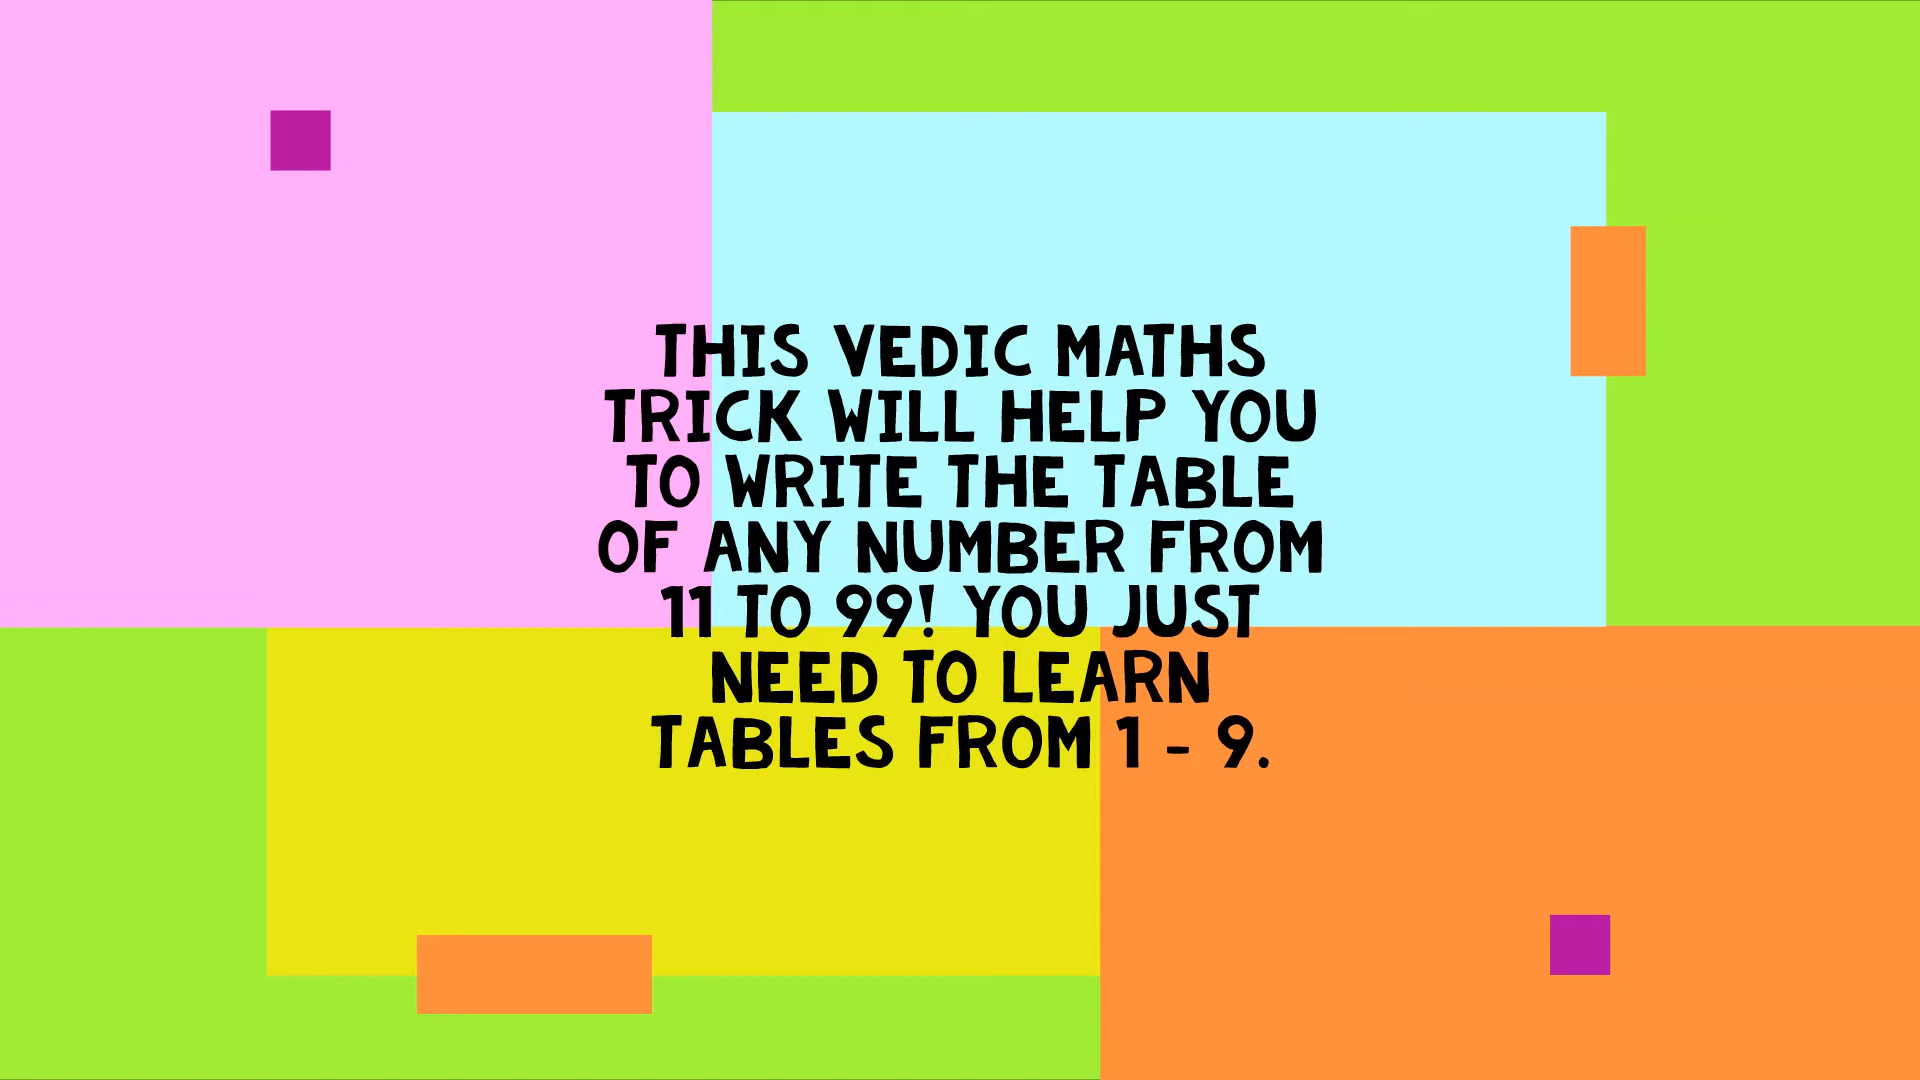 THIS VEDIC MATHS
TRICK WILL HELP YOU
TO WRITE THE TABLE
OF ANY NUMBER FROM
11 TO 99! YOU JUST
NEED TO LEARN
TABLES FROM 1 - 9.